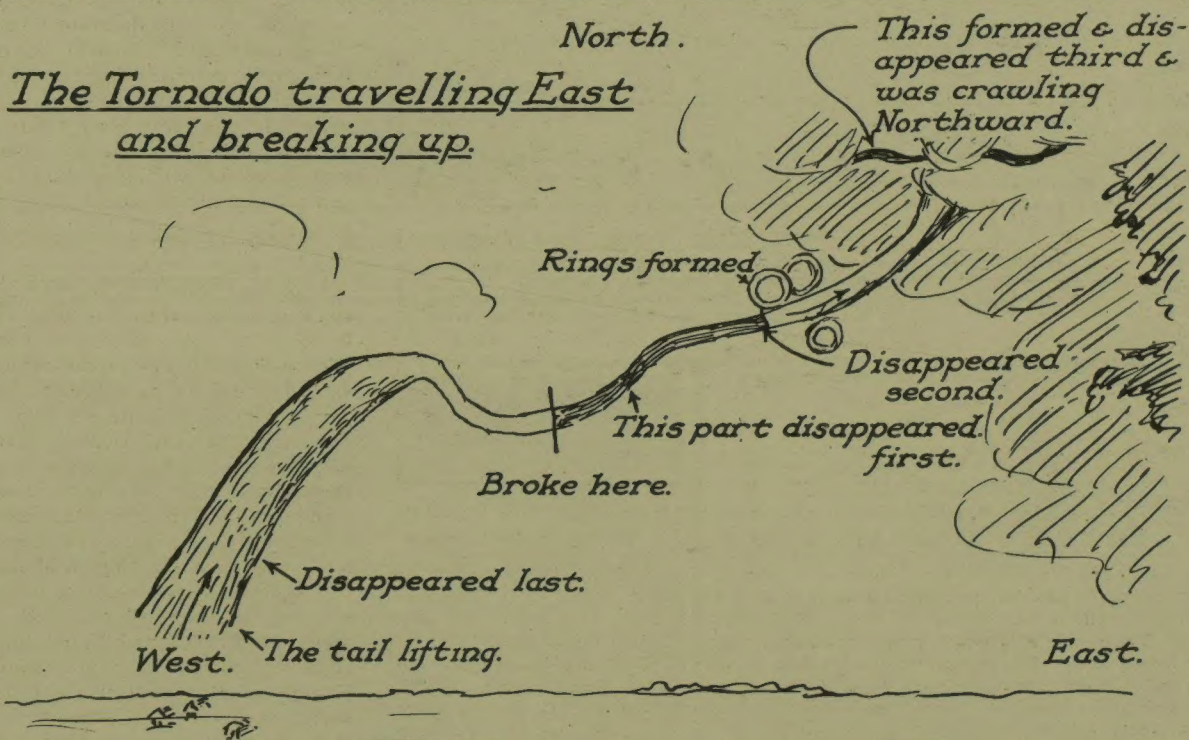 North.
The Tornado travelling East
and breaking up.
This formed & dis-
appeared third &
was crawling
Northward.
Rings formed
Disappeared
second.
This part disappeared
first.
Broke here.
Disappeared last.
The tail lifting.
West.
East.